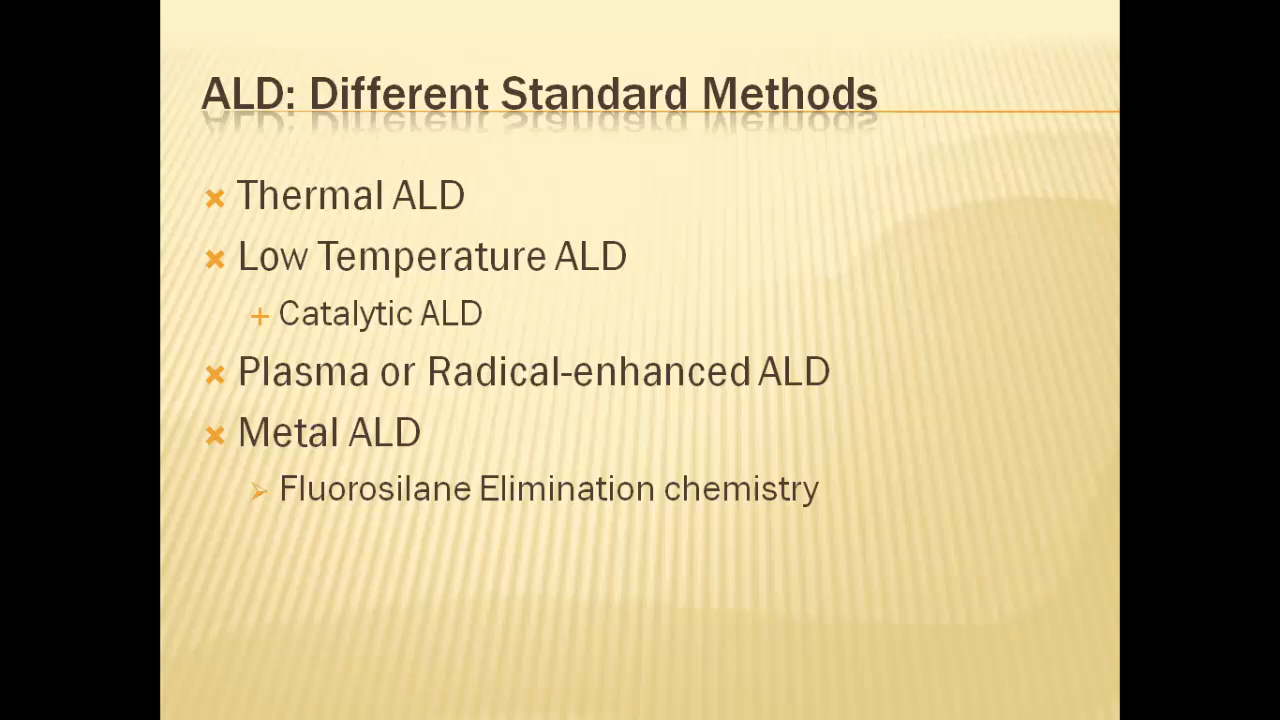 ALD: Different Standard Methods
Thermal ALD
Low Temperature ALD
Catalytic ALD
Plasma or Radical-enhanced ALD
Metal ALD
Fluorosilane Elimination chemistry